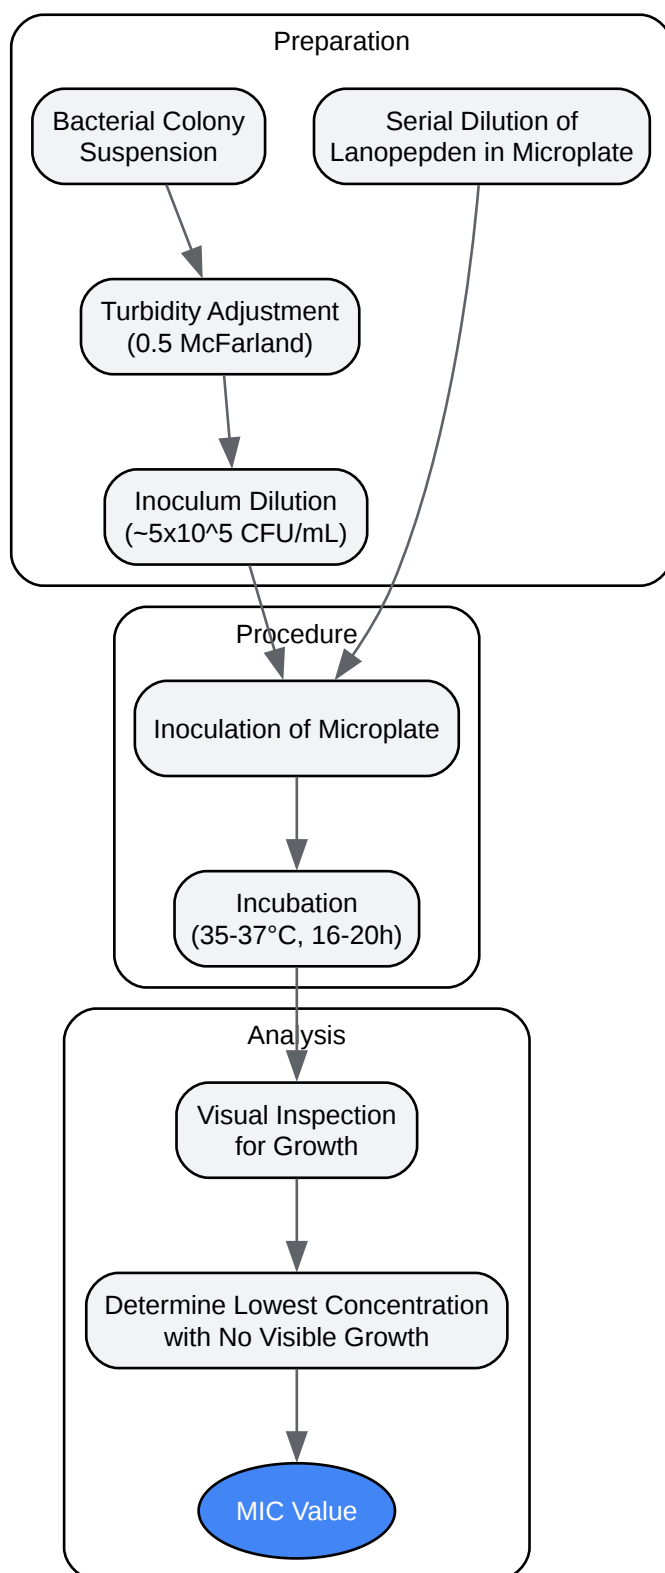 Preparation
Bacterial Colony
Suspension
Serial Dilution of
Lanopepden in Microplate
Turbidity Adjustment
(0.5 McFarland)
Inoculum Dilution
(~5x10^5 CFU/mL)
Procedure
Inoculation of Microplate
Incubation
(35-37°C, 16-20h)
Analysis
Visual Inspection
for Growth
Determine Lowest Concentration
with No Visible Growth
MIC Value